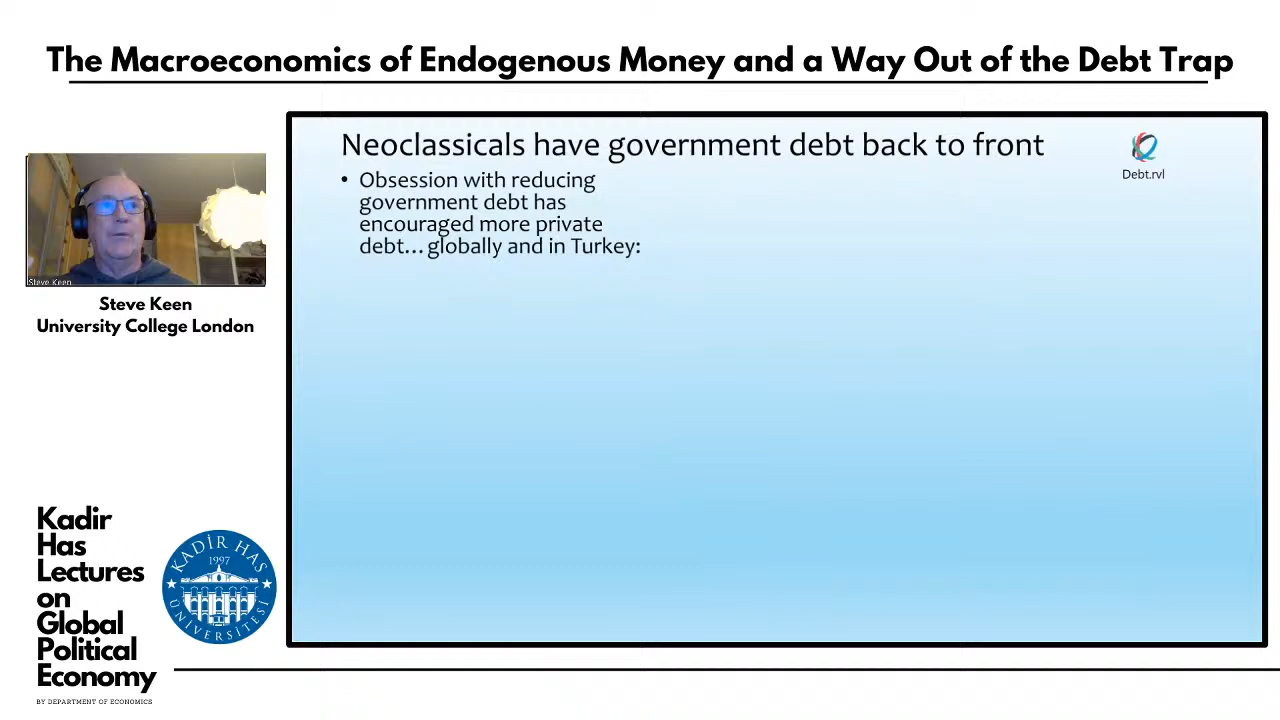 The Macroeconomics of Endogenous Money and a Way Out of the Debt Trap
Neoclassicals have government debt back to front
Debt.rvl
• Obsession with reducing
government debt has
encouraged more private
debt...globally and in Turkey:
Steve Keen
Steve Keen
University College London
Kadir
Has
Lectures
on
Global
Political
Economy
BY DEPARTMENT OF ECONOMICS
KADİR HAS
1997
ÜNİVERSİTESİ